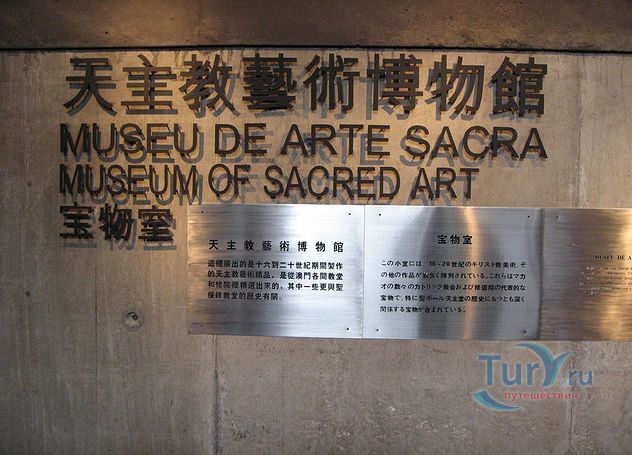 天主教藝術博物館
MUSEU DE ARTE SACRA
MUSEUM OF SACRED ART
宝物室
天主教藝術博物館
這裡展出的是十六到二十世紀期間製作
的天主教藝術精品，是從澳門各間教堂
和修院裡精選出來的，其中一些更與聖
保祿教堂的歷史有關。
宝物室
この小室には、16-20世紀のキリスト教美術、そ
の他の作品が数多く陳列されている。これらはマカ
オの数々のカトリック教会および修道院の代表的な
宝物で、特に聖ポール天主堂の歴史にもっとも深く
関係する宝物が含まれている。
MUSEU DE A
Tury.ru
путешествия